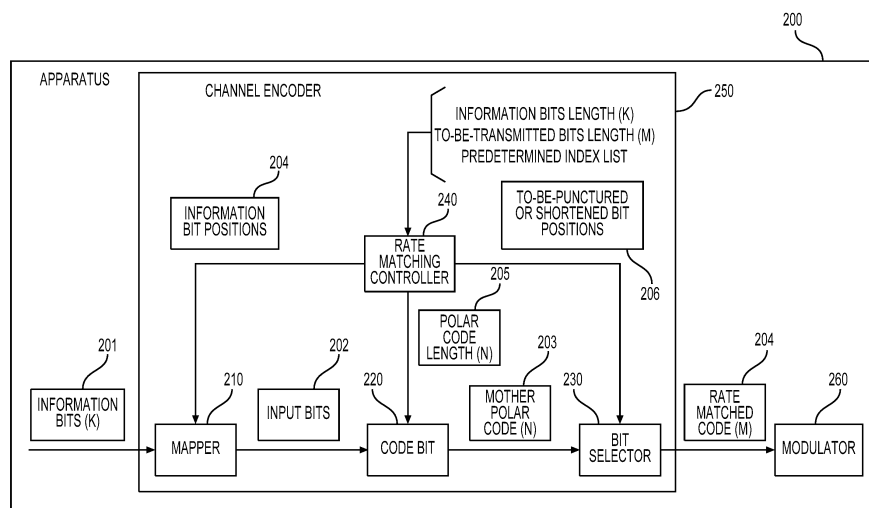 200
APPARATUS
CHANNEL ENCODER
250
INFORMATION BITS LENGTH (K)
TO-BE-TRANSMITTED BITS LENGTH (M)
PREDETERMINED INDEX LIST
204
INFORMATION
BIT POSITIONS
240
TO-BE-PUNCTURED
OR SHORTENED BIT
POSITIONS
206
RATE
MATCHING
CONTROLLER
205
POLAR
CODE
LENGTH (N)
201
INFORMATION
BITS (K)
210
MAPPER
202
INPUT BITS
220
CODE BIT
203
MOTHER
POLAR
CODE (N)
230
BIT
SELECTOR
204
RATE
MATCHED
CODE (M)
260
MODULATOR